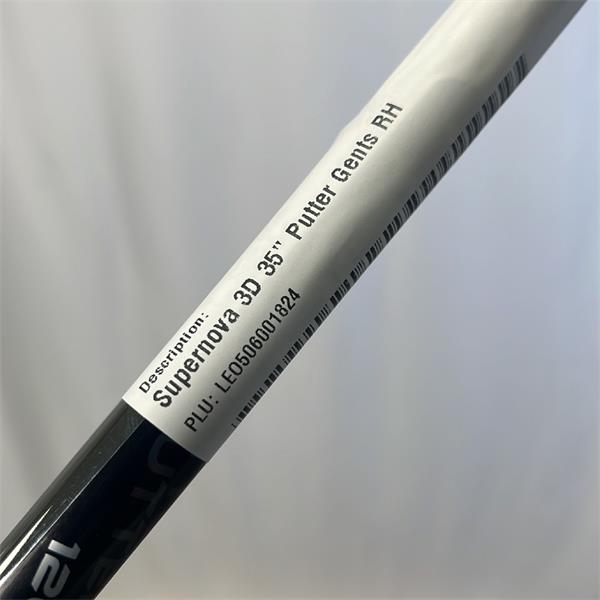 Description:
Supernova 3D 35" Putter Gents RH
PLU: LEO506001824